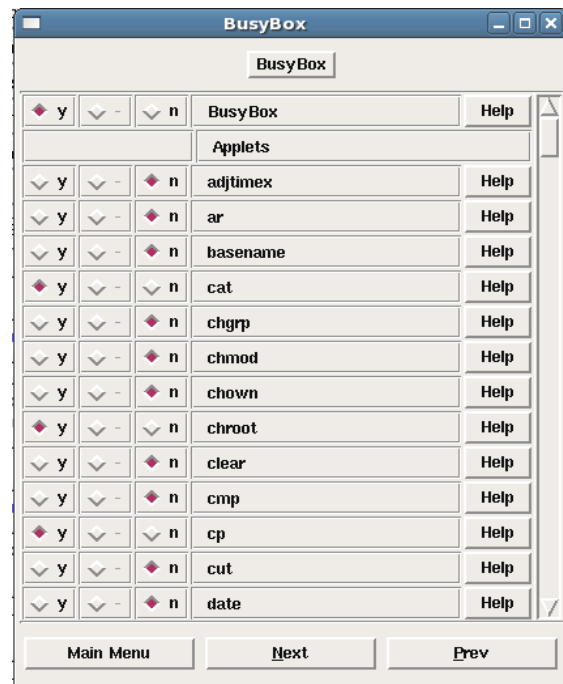 BusyBox
BusyBox
y - n BusyBox Help
Applets
y - n adjtimex Help
y - n ar Help
y - n basename Help
y - n cat Help
y - n chgrp Help
y - n chmod Help
y - n chown Help
y - n chroot Help
y - n clear Help
y - n cmp Help
y - n cp Help
y - n cut Help
y - n date Help
Main Menu Next Prev